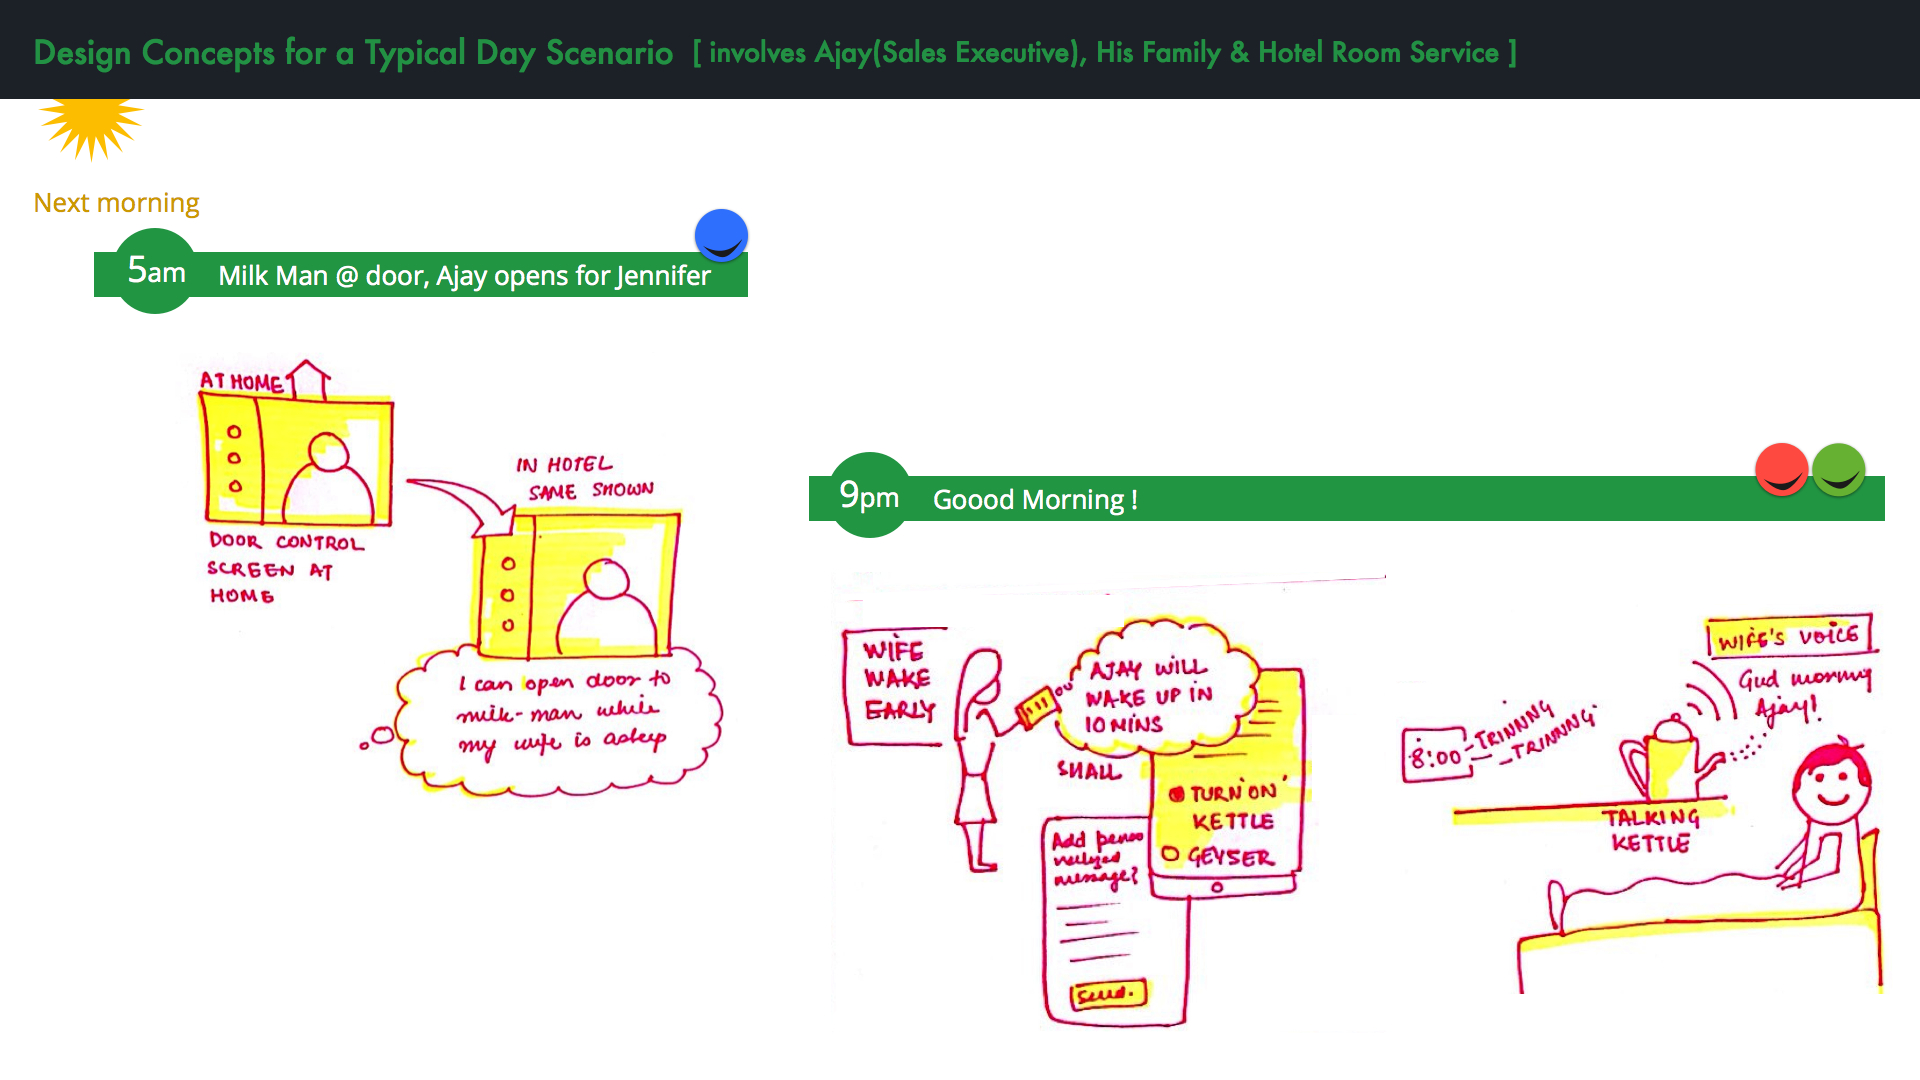 Design Concepts for a Typical Day Scenario [ involves Ajay(Sales Executive), His Family & Hotel Room Service ]
Next morning
5am Milk Man @ door, Ajay opens for Jennifer
AT HOME
DOOR CONTROL
SCREEN AT
HOME
IN HOTEL
SAME SHOWN
I can open door to
milk-man while
my wife is asleep
9pm Goood Morning !
WIFE
WAKE
EARLY
AJAY WILL
WAKE UP IN
10 MINS
SHALL
TURN ON
KETTLE
GEYSER
Add perso
nalized
message?
Send.
8:00
TRINNNG
TRINNNG
WIFE'S VOICE
Gud morning
Ajay!
TALKING
KETTLE